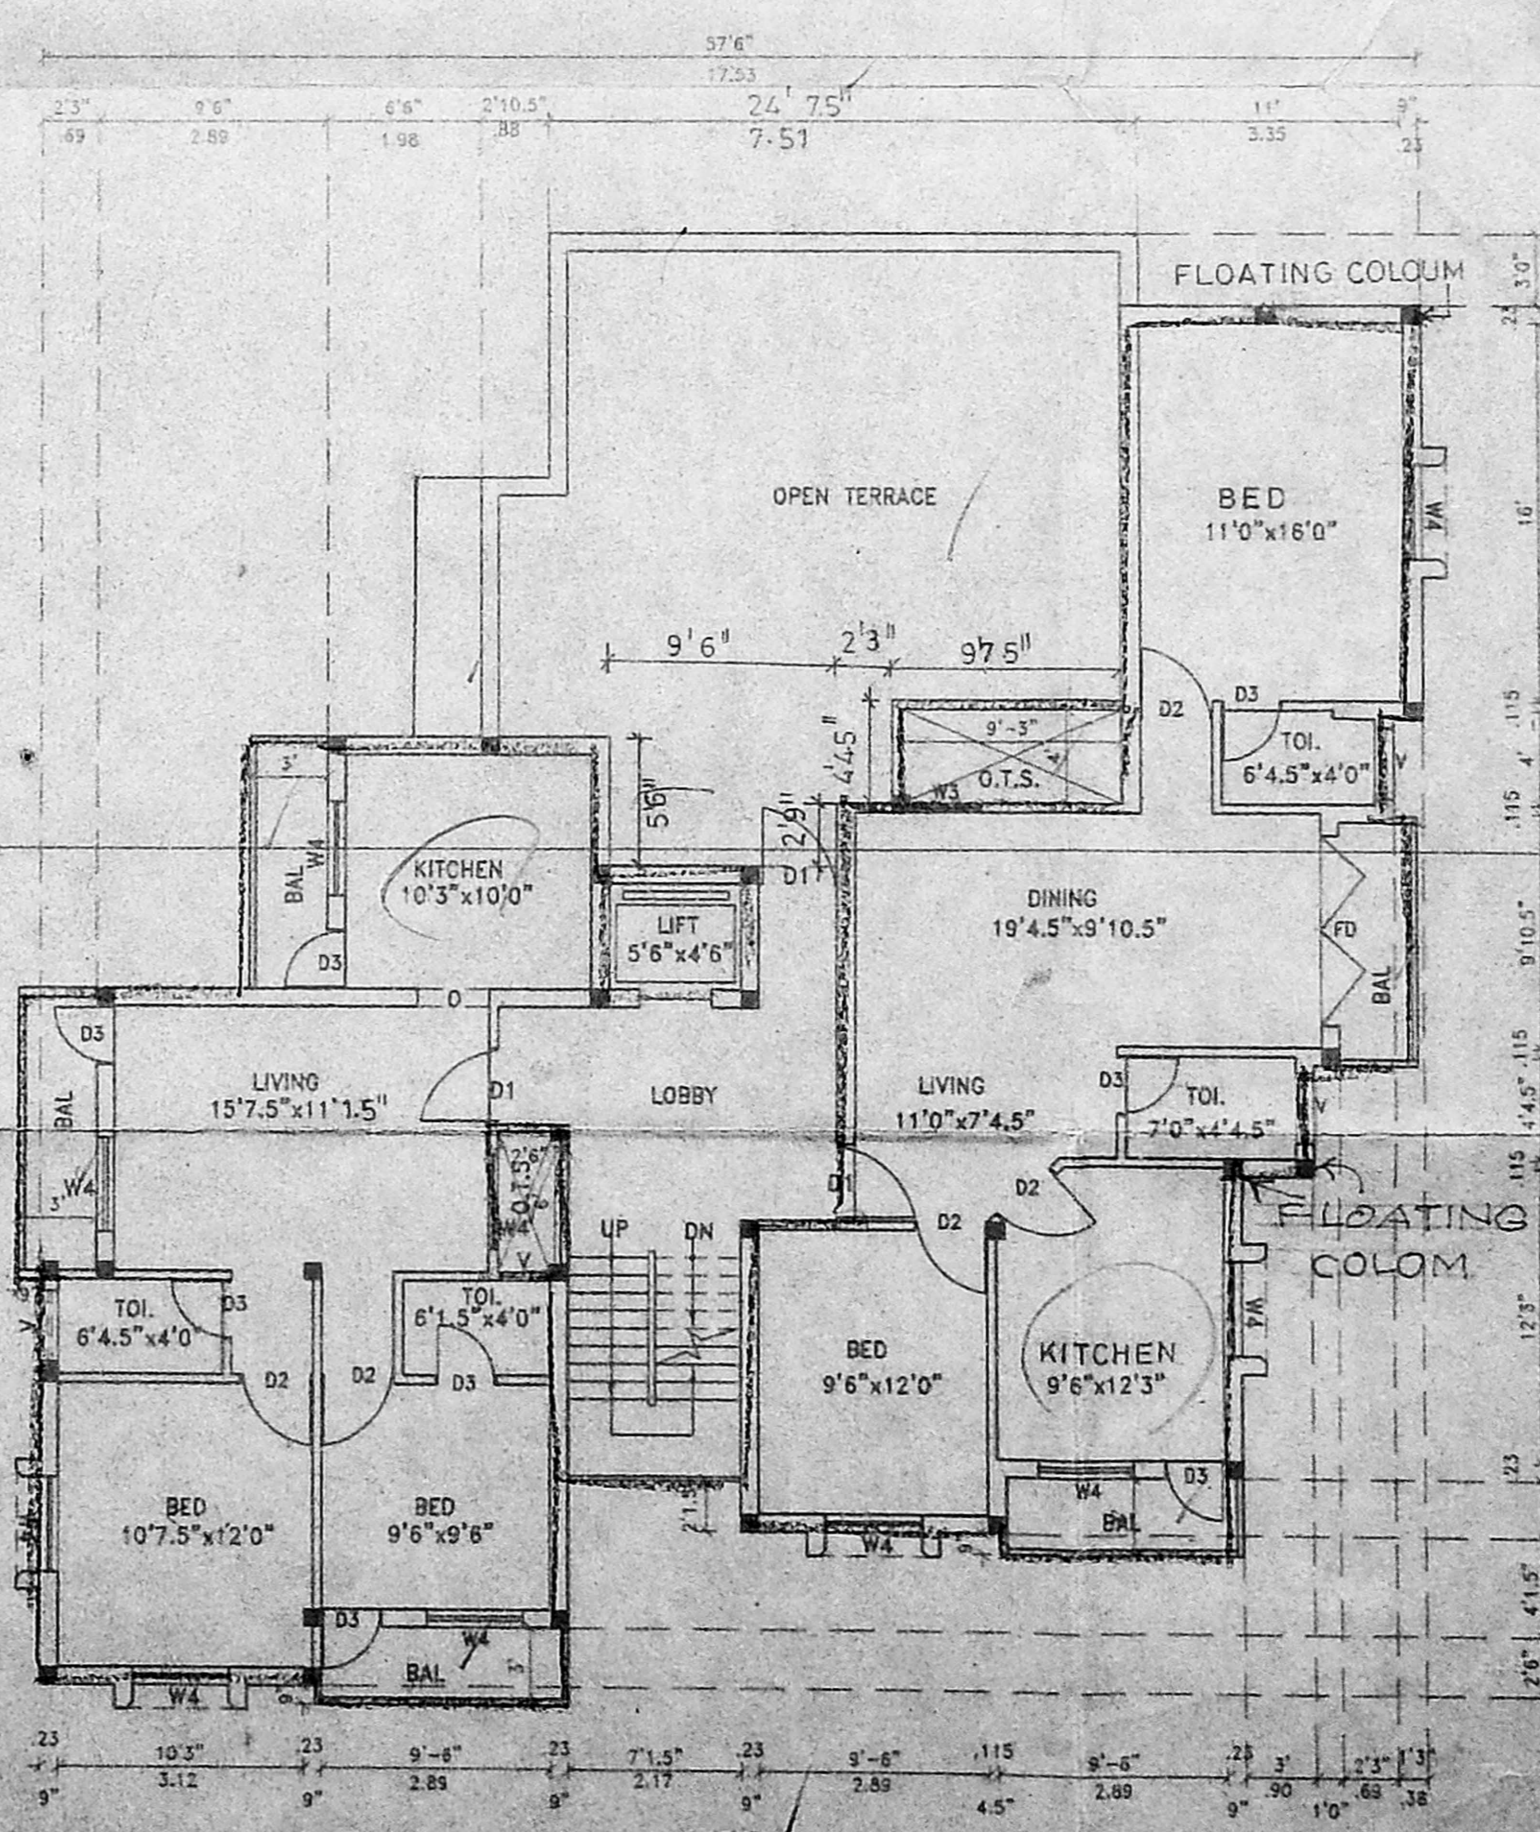 57'6"
17.53
2'3" 9'6" 6'6" 2'10.5" 24' 75" 11' 9"
.69 2.89 1.98 .88 7.51 3.35 .23
FLOATING COLOUM
3'0"
OPEN TERRACE
BED
11'0"x16'0"
W4
16'
9'6" 2'3" 975"
D2 D3
.115
4'45" 9'-3" 4'
O.T.S.
W3
TOI.
6'4.5"x4'0"
V
4'
.115
3'
5'6"
2'9"
D1
BAL W4
KITCHEN
10'3"x10'0"
D3
LIFT
5'6"x4'6"
DINING
19'4.5"x9'10.5"
FD
BAL
9'10.5"
D3
O
LIVING
15'7.5"x11'1.5"
BAL
W4
3'
D1
LOBBY
LIVING
11'0"x7'4.5"
D3
TOI.
7'0"x4'4.5"
V
.115
4'4.5"
.115
2'6"
O.T.S
6'
W4
V
UP DN
D1
D2
D2
FLOATING
COLOM
TOI.
6'4.5"x4'0"
D3
V
TOI.
6'1.5"x4'0"
D2 D2 D3
BED
9'6"x12'0"
KITCHEN
9'6"x12'3"
W4
12'3"
BED
10'7.5"x12'0"
BED
9'6"x9'6"
2'1.5"
W4
9"
W4
D3
BAL
.23
D3
W4
BAL
3'
W4
9"
4'1.5"
2'6"
.23 10'3" .23 9'-6" .23 7'1.5" .23 9'-6" .115 9'-6" .23 3' 2'3" 1'3"
3.12 2.89 2.17 2.89 2.89 .90 .69 .38
9" 9" 9" 9" 4.5" 9" 1'0"